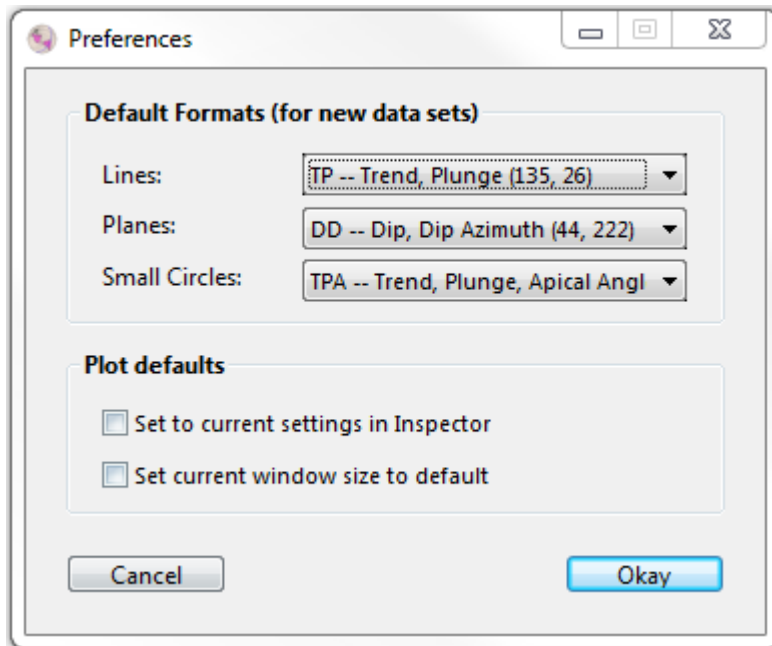 Preferences
Default Formats (for new data sets)
Lines: TP -- Trend, Plunge (135, 26)
Planes: DD -- Dip, Dip Azimuth (44, 222)
Small Circles: TPA -- Trend, Plunge, Apical Angl
Plot defaults
Set to current settings in Inspector
Set current window size to default
Cancel Okay